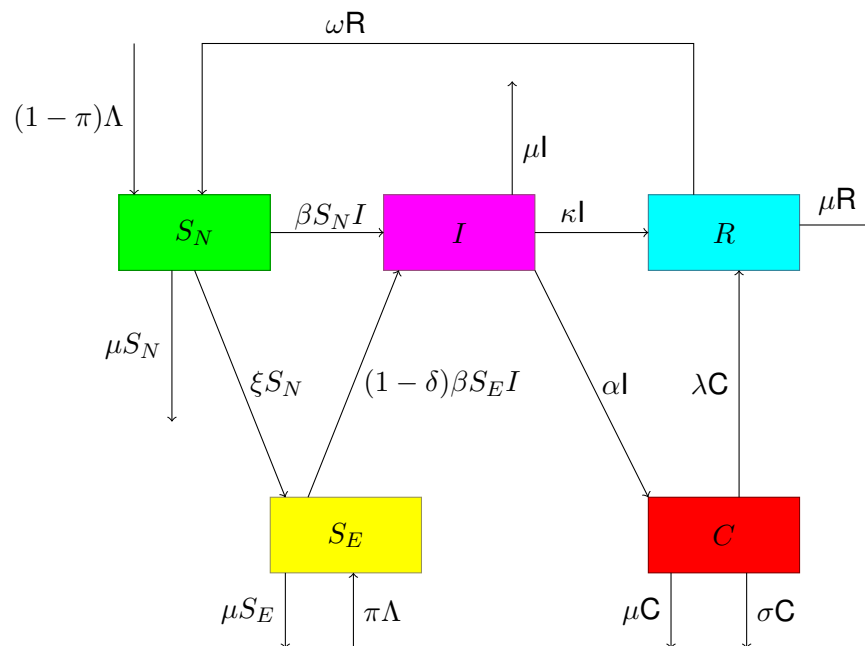 ωR
(1 − π)Λ
μI
S_N
βS_N I
I
κI
R
μR
μS_N
ξS_N
(1 − δ)βS_E I
αI
λC
S_E
C
μS_E
πΛ
μC
σC